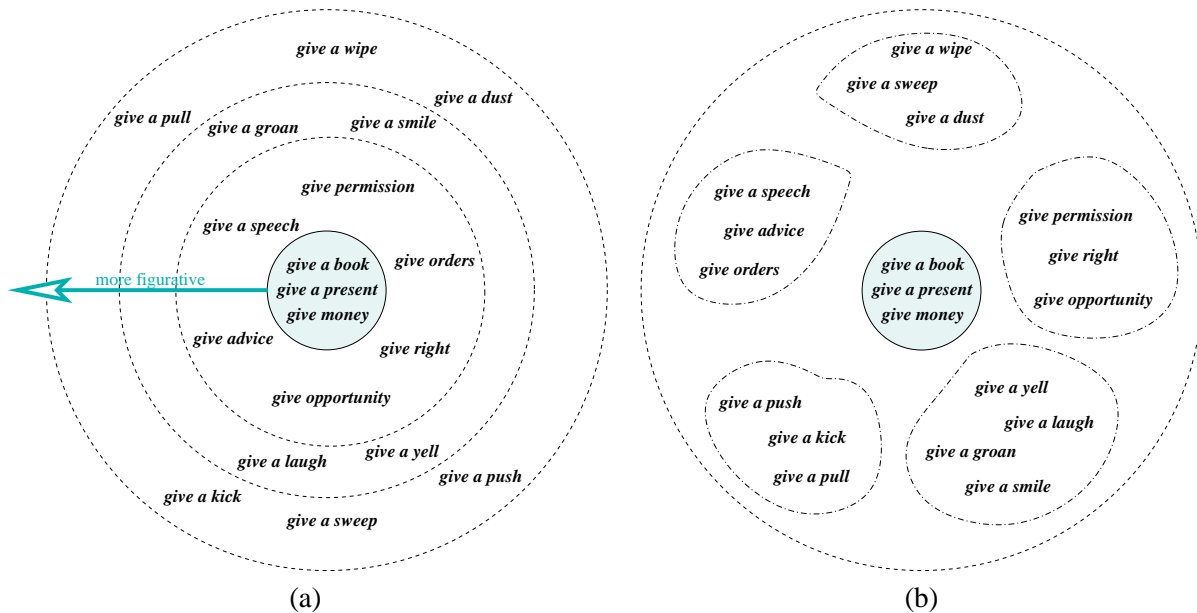 give a wipe
give a dust
give a pull
give a groan
give a smile
give permission
give a speech
give orders
give a book
more figurative
give a present
give money
give advice
give right
give opportunity
give a yell
give a laugh
give a push
give a kick
give a sweep
(a)
give a wipe
give a sweep
give a dust
give a speech
give advice
give orders
give permission
give right
give opportunity
give a book
give a present
give money
give a push
give a kick
give a pull
give a yell
give a laugh
give a groan
give a smile
(b)